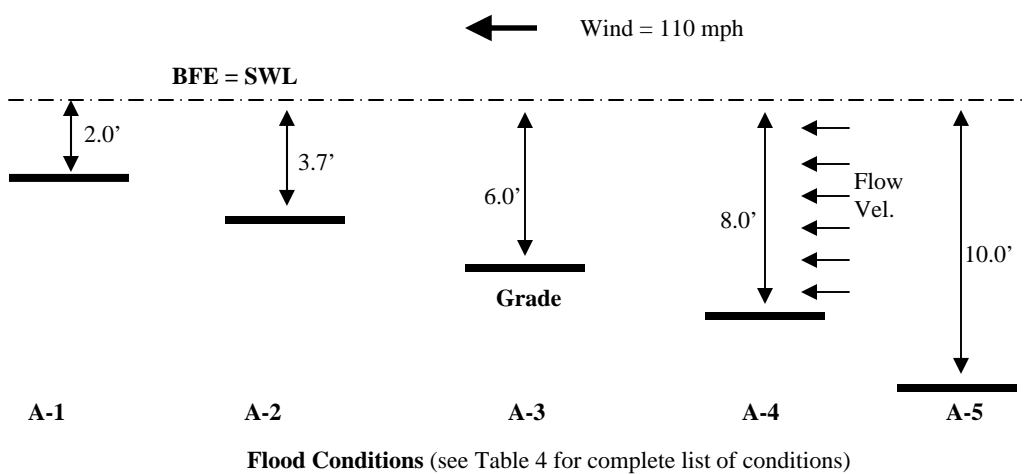 Wind = 110 mph
BFE = SWL
2.0’
3.7’
6.0’
8.0’
Flow
Vel.
10.0’
Grade
A-1 A-2 A-3 A-4 A-5
Flood Conditions (see Table 4 for complete list of conditions)